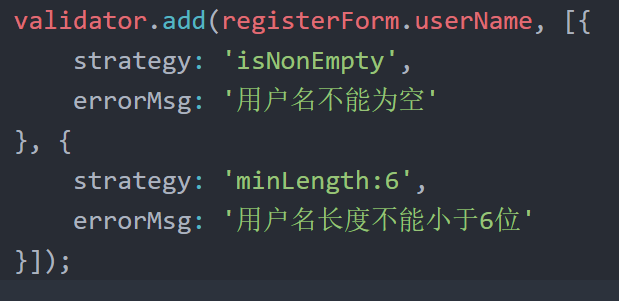 validator.add(registerForm.userName, [{
    strategy: 'isNonEmpty',
    errorMsg: '用户名不能为空'
}, {
    strategy: 'minLength:6',
    errorMsg: '用户名长度不能小于6位'
}]);